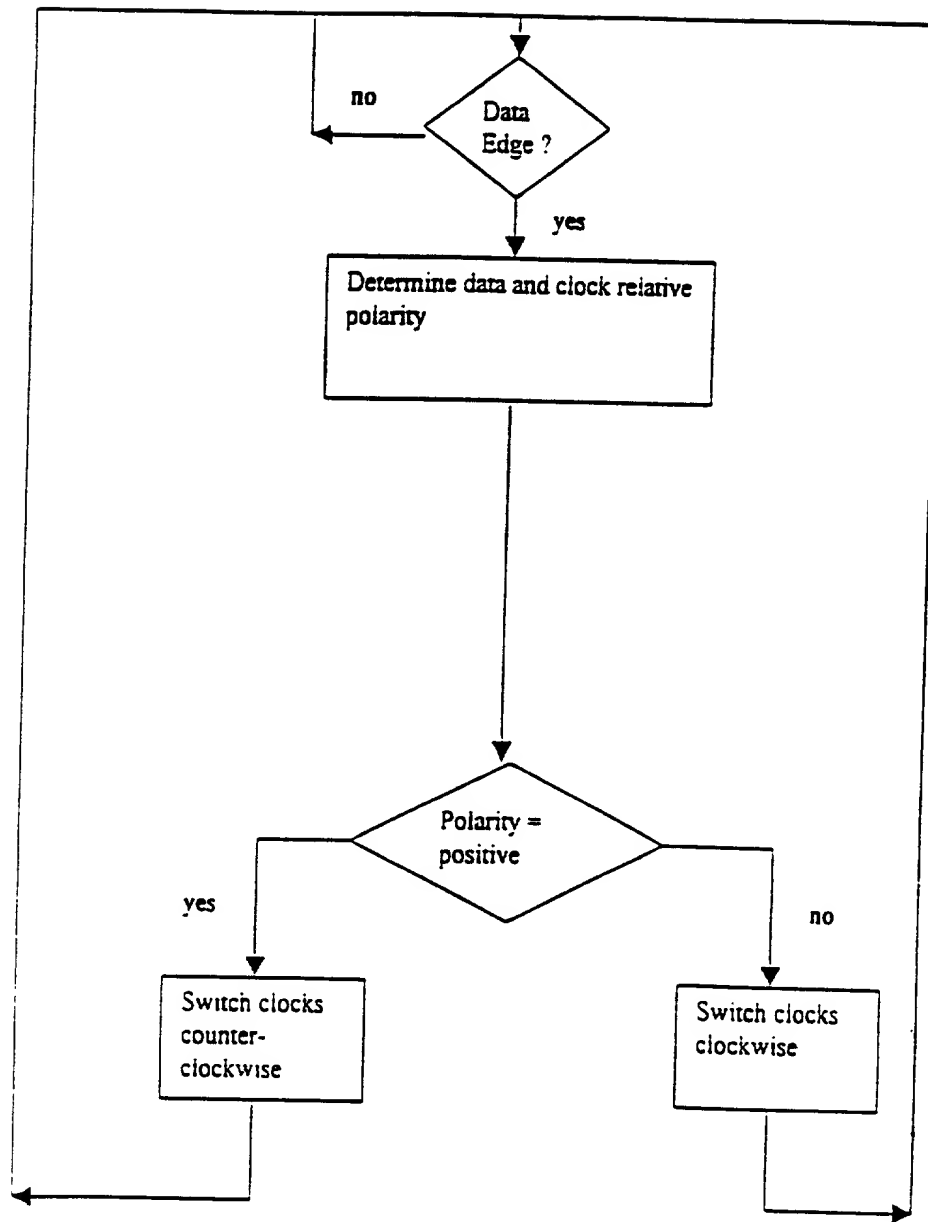 no
Data
Edge ?
yes
Determine data and clock relative
polarity
Polarity =
positive
yes
no
Switch clocks
counter-
clockwise
Switch clocks
clockwise